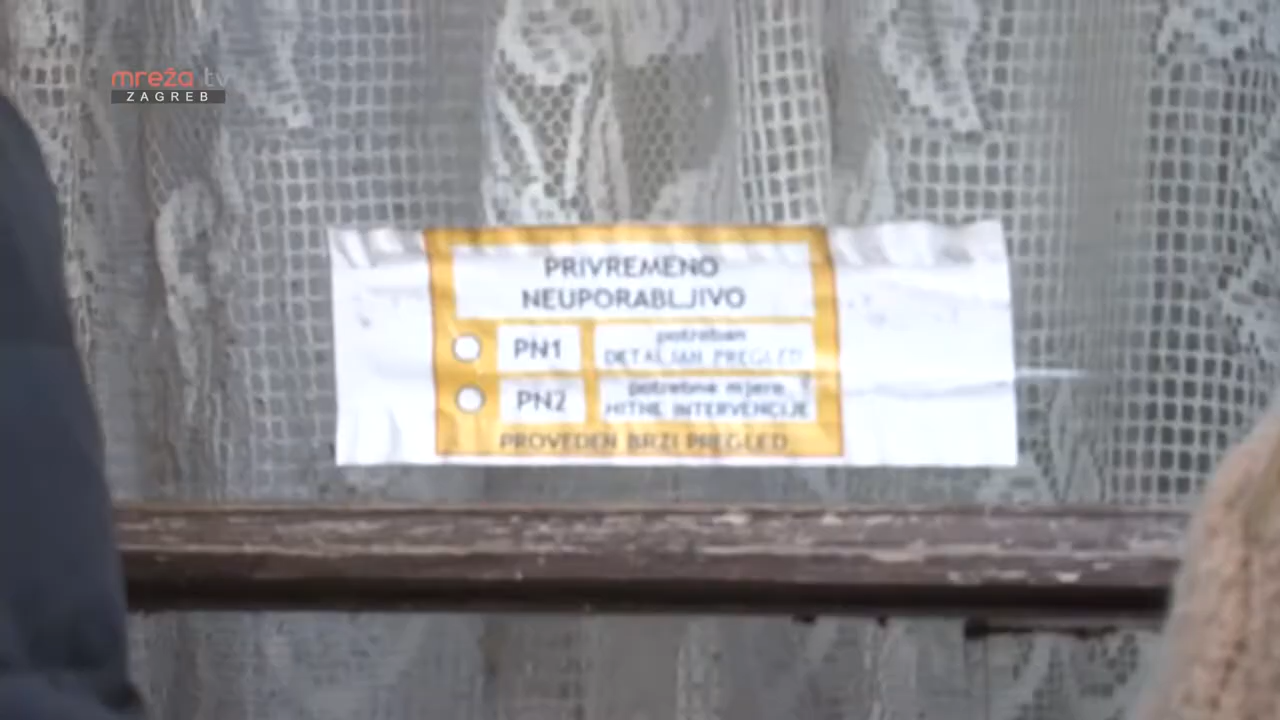 mreža tv
ZAGREB
PRIVREMENO
NEUPORABLJIVO
PN1
potreban
DETALJAN PREGLED
PN2
potrebne mjere
HITNE INTERVENCIJE
PROVEDEN BRZI PREGLED